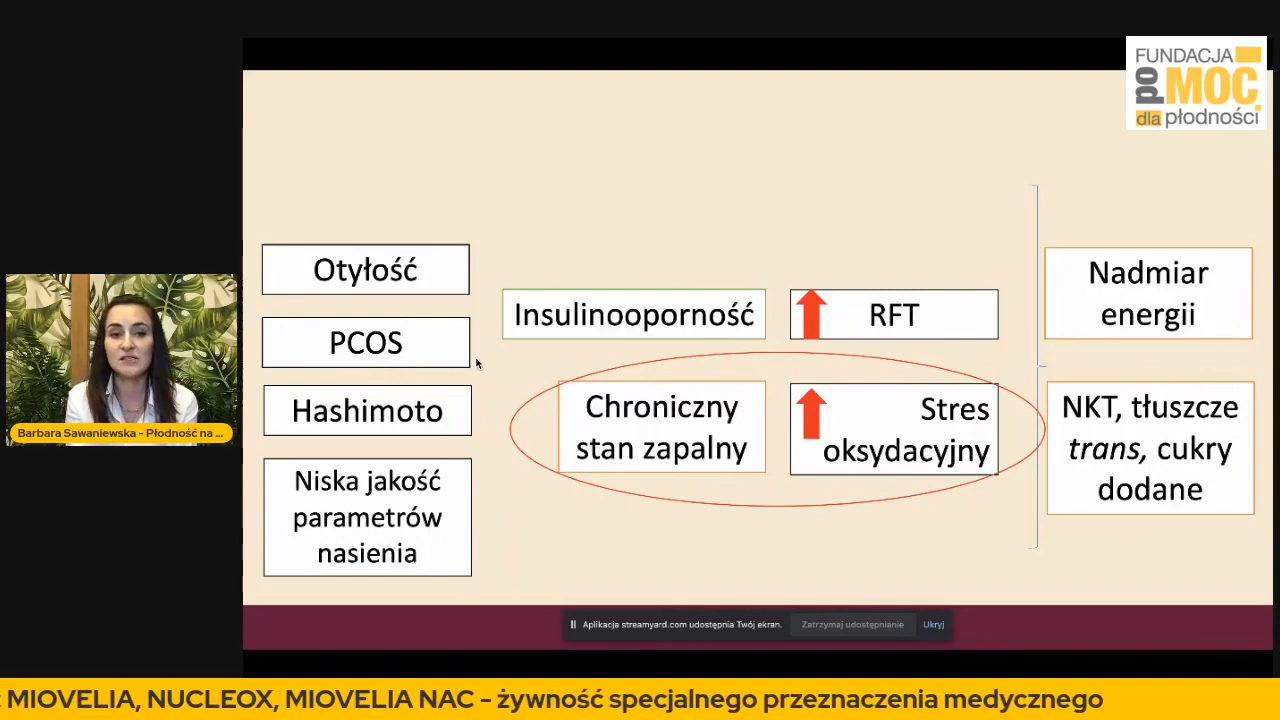 FUNDACJA
po
MOC
dla płodności
Otyłość
PCOS
Hashimoto
Niska jakość
parametrów
nasienia
Insulinooporność
RFT
Chroniczny
stan zapalny
Stres
oksydacyjny
Nadmiar
energii
NKT, tłuszcze
trans, cukry
dodane
Barbara Sawaniewska - Płodność na ...
Aplikacja streamyard.com udostępnia Twój ekran.
Zatrzymaj udostępnianie
Ukryj
: MIOVELIA, NUCLEOX, MIOVELIA NAC - żywność specjalnego przeznaczenia medycznego